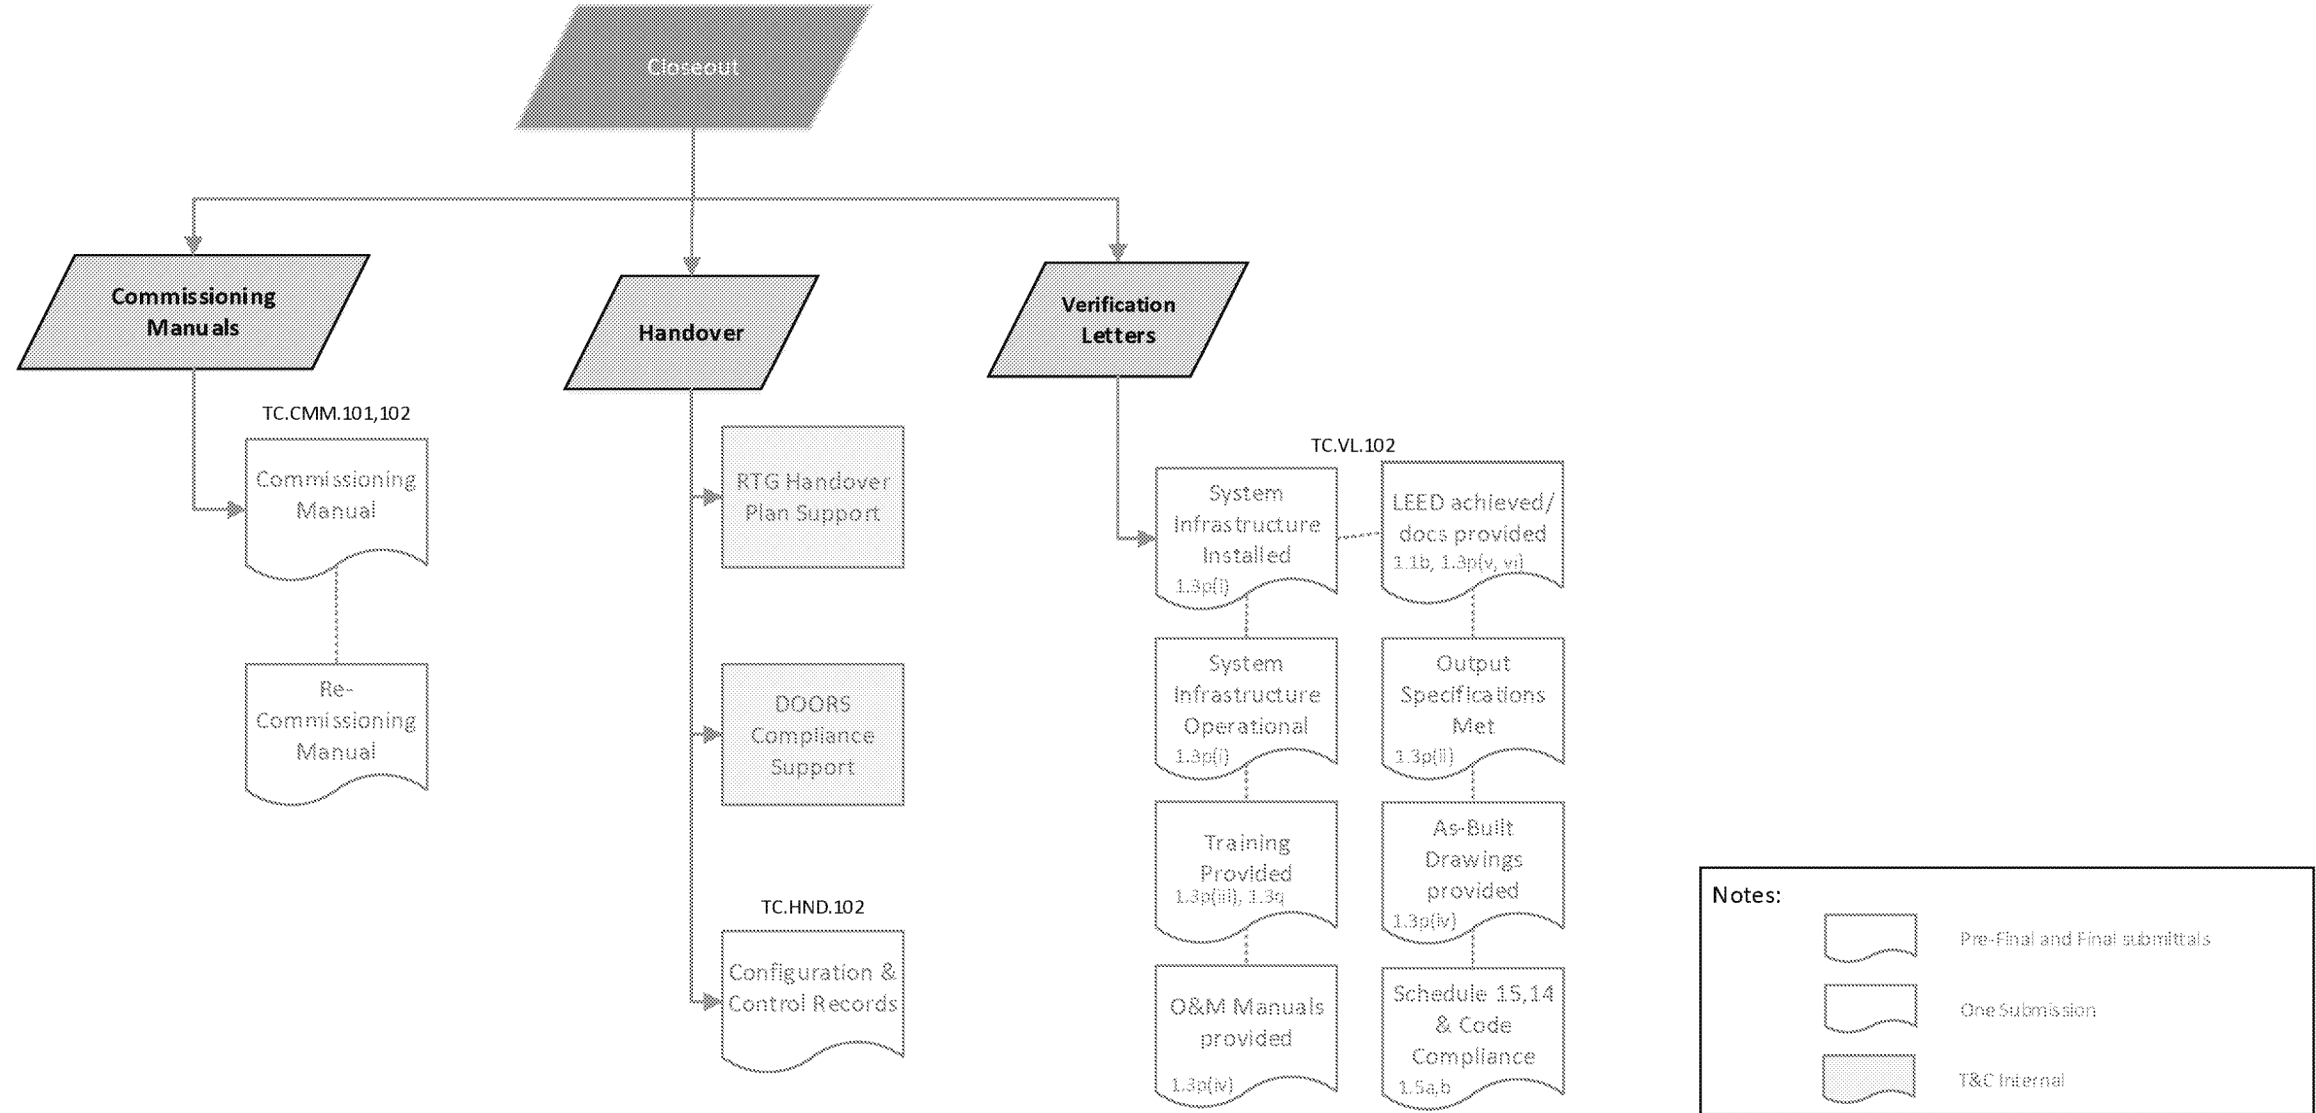 Closeout
Commissioning
Manuals
Handover
Verification
Letters
TC.CMM.101,102
Commissioning
Manual
Re-
Commissioning
Manual
RTG Handover
Plan Support
DOORS
Compliance
Support
TC.HND.102
Configuration &
Control Records
TC.VL.102
System
Infrastructure
Installed
1.3p(i)
LEED achieved/
docs provided
1.1b, 1.3p(v, vi)
System
Infrastructure
Operational
1.3p(i)
Output
Specifications
Met
1.3p(ii)
Training
Provided
1.3p(iii), 1.3q
As-Built
Drawings
provided
1.3p(iv)
O&M Manuals
provided
1.3p(iv)
Schedule 15,14
& Code
Compliance
1.5a,b
Notes:
Pre-Final and Final submittals
One Submission
T&C Internal